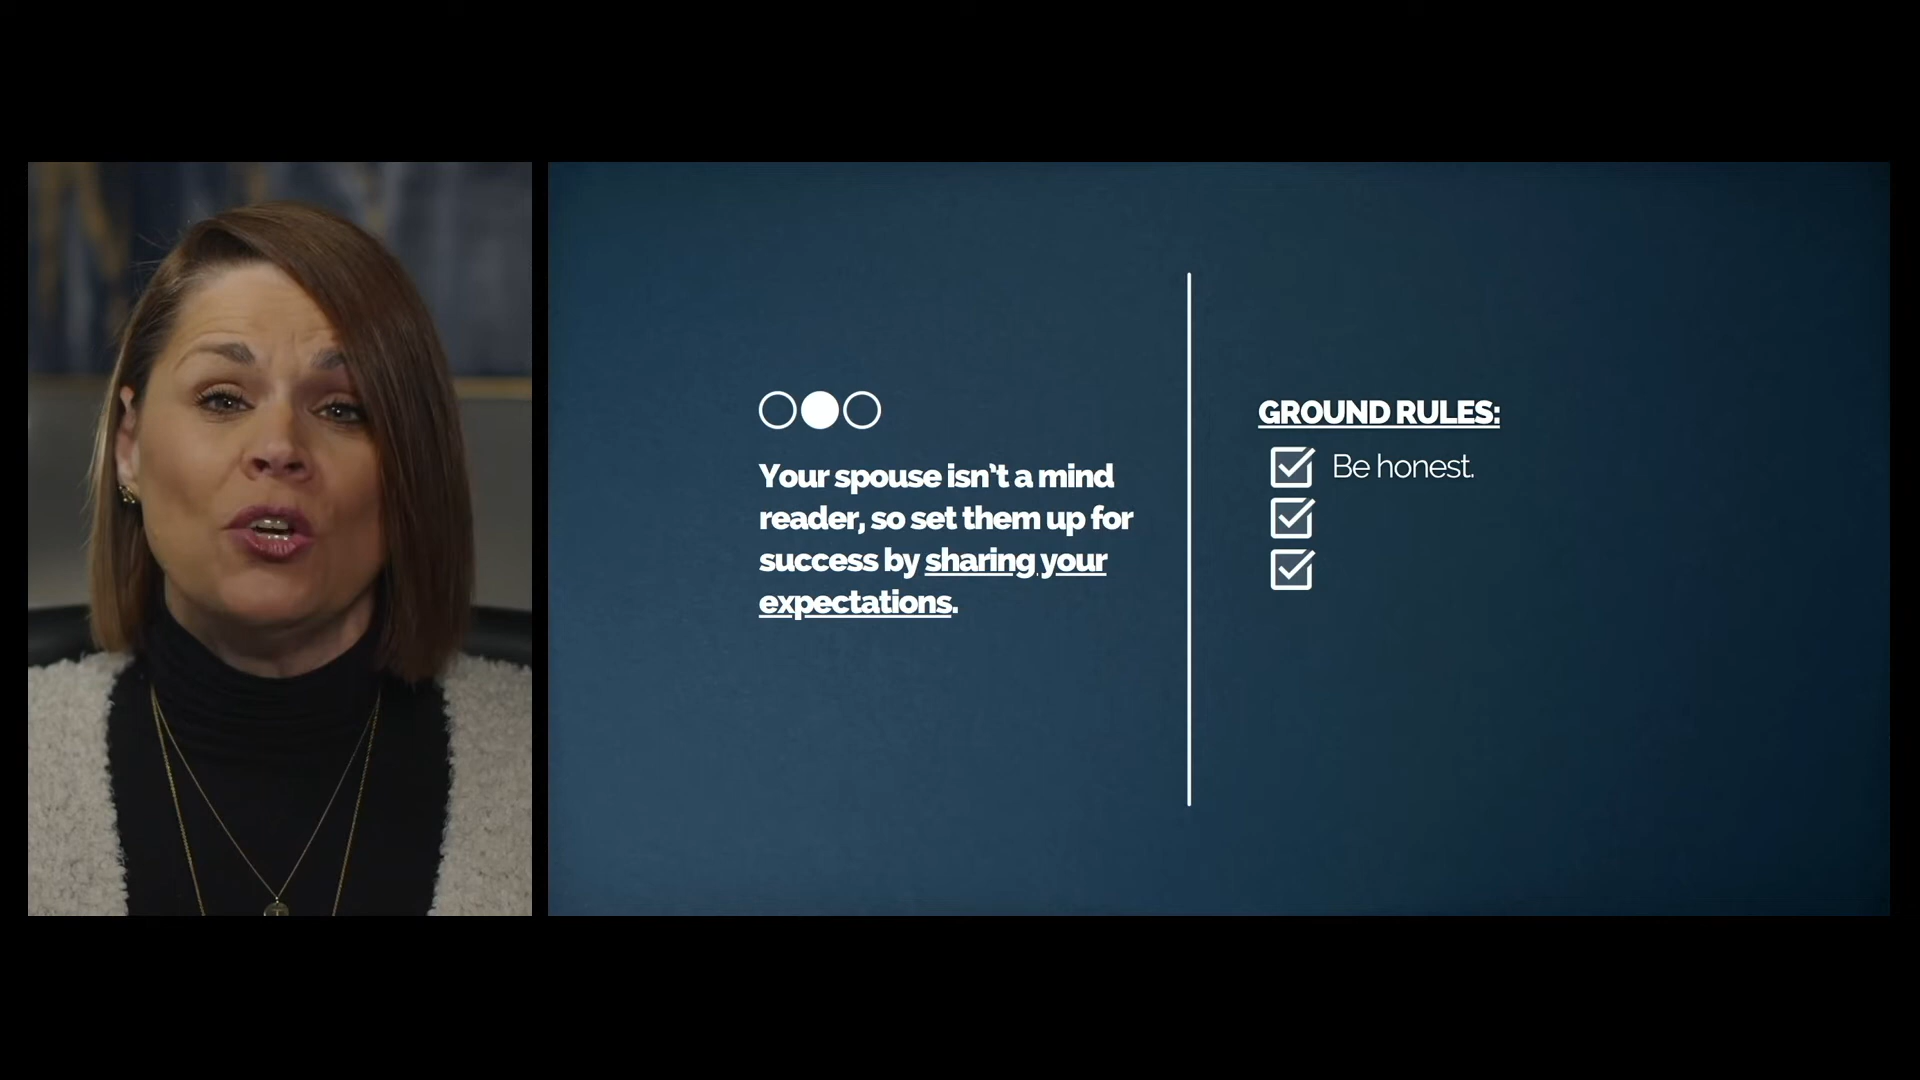 Your spouse isn't a mind
reader, so set them up for
success by sharing your
expectations.
GROUND RULES:
Be honest.